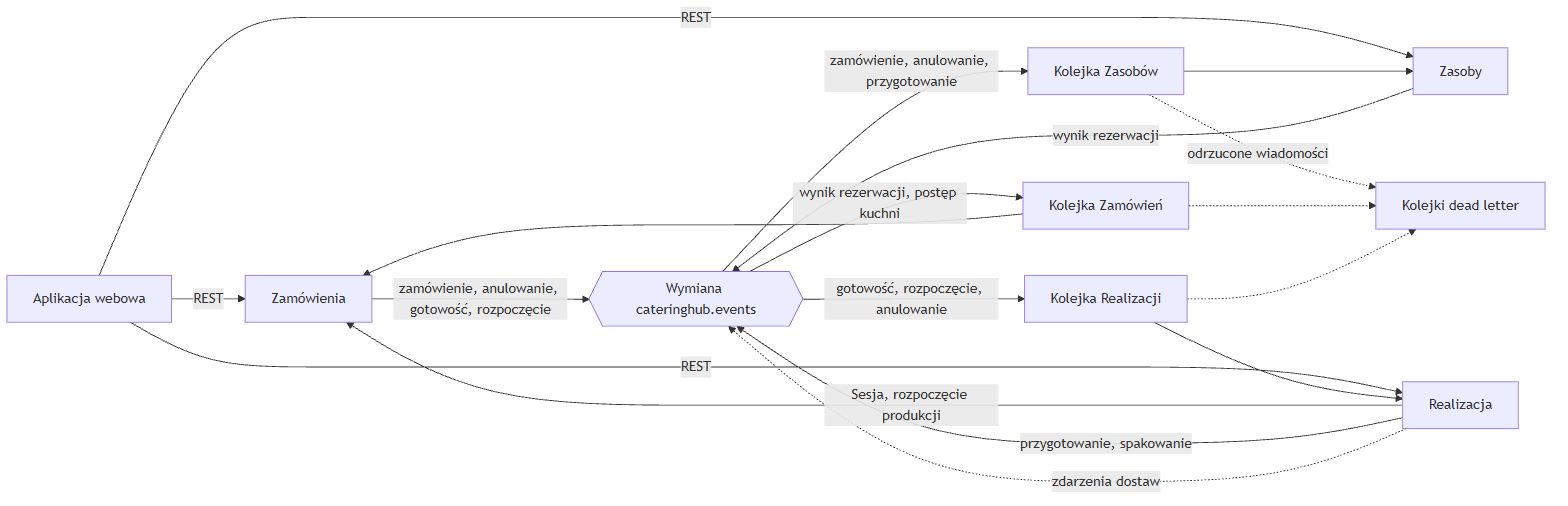 REST
zamówienie, anulowanie,
przygotowanie
Kolejka Zasobów
Zasoby
wynik rezerwacji
odrzucone wiadomości
wynik rezerwacji, postęp
kuchni
Kolejka Zamówień
Kolejki dead letter
Aplikacja webowa
REST
Zamówienia
zamówienie, anulowanie,
gotowość, rozpoczęcie
Wymiana
cateringhub.events
gotowość, rozpoczęcie,
anulowanie
Kolejka Realizacji
REST
Sesja, rozpoczęcie
produkcji
Realizacja
przygotowanie, spakowanie
zdarzenia dostaw